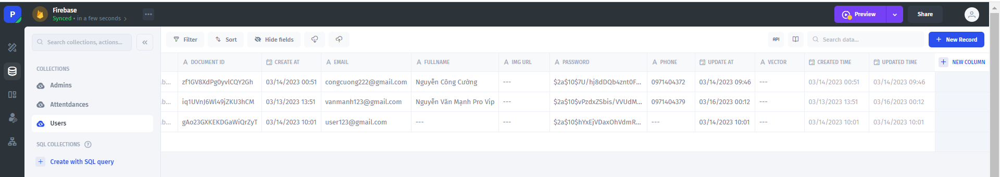 P
Firebase
Synced • in a few seconds
Preview
Share
Search collections, actions...
Filter
Sort
Hide fields
API
Search data...
New Record
COLLECTIONS
Admins
Attentdances
Users
SQL COLLECTIONS ?
Create with SQL query
DOCUMENT ID CREATE AT EMAIL FULLNAME IMG URL PASSWORD PHONE UPDATE AT VECTOR CREATED TIME UPDATED TIME NEW COLUMN
b... zf1GV8XdPg0yvlCQY2Gh 03/14/2023 00:51 congcuong222@gmail.com Nguyễn Công Cường --- $2a$10$7U/hj8dDQb4znt0F... 0971404372 03/14/2023 09:46 --- 03/14/2023 00:51 03/14/2023 09:46
b... iq1UVnJ6Wl49jZKU3hCM 03/13/2023 13:51 vanmanh123@gmail.com Nguyễn Văn Mạnh Pro Vip --- $2a$10$vPzdxZSbis/VVUdM... 0971404379 03/16/2023 00:12 --- 03/13/2023 13:51 03/16/2023 00:12
b... gAo23GXKEKDGaWiQrZyT 03/14/2023 10:01 user123@gmail.com --- $2a$10$hYxEjVDaxOhVdmR... --- 03/14/2023 10:01 --- 03/14/2023 10:01 03/14/2023 10:01